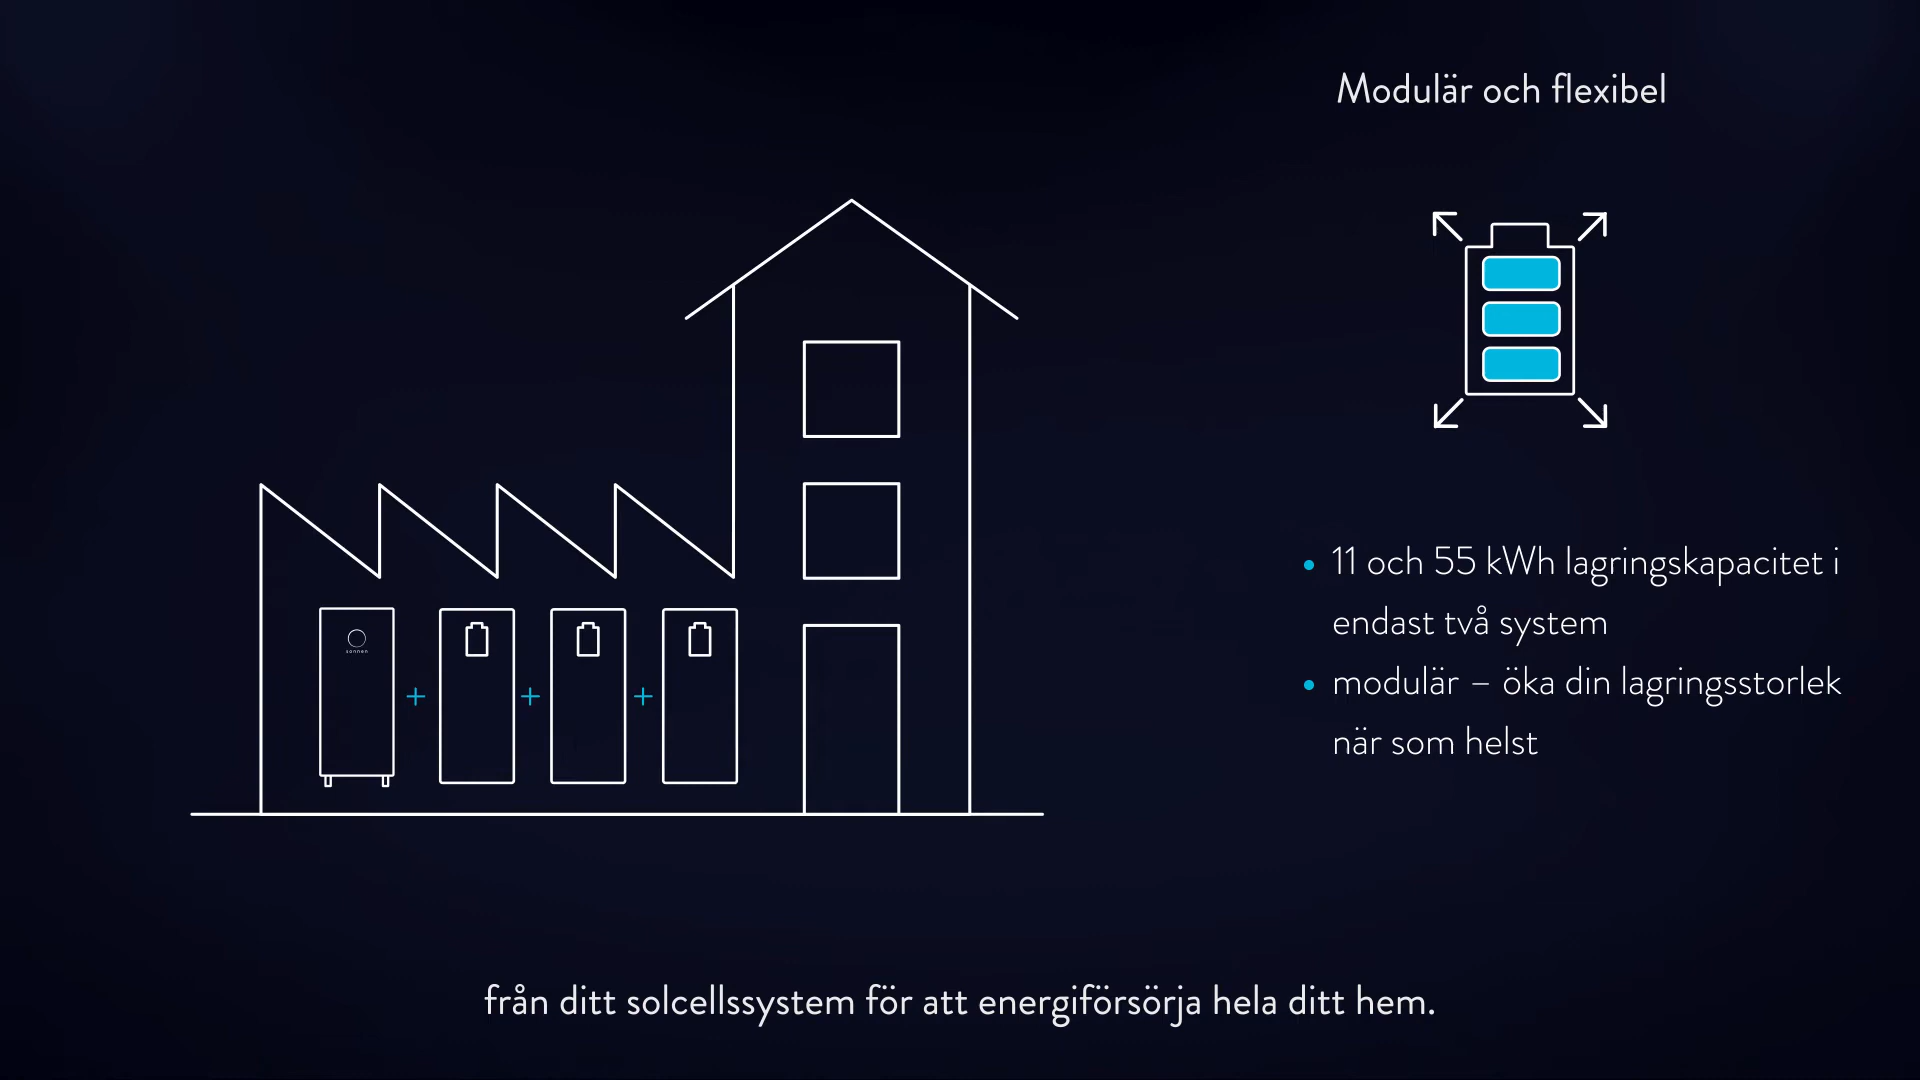 Modulär och flexibel
11 och 55 kWh lagringskapacitet i
endast två system
modulär – öka din lagringsstorlek
när som helst
sonnen
från ditt solcellssystem för att energiförsörja hela ditt hem.